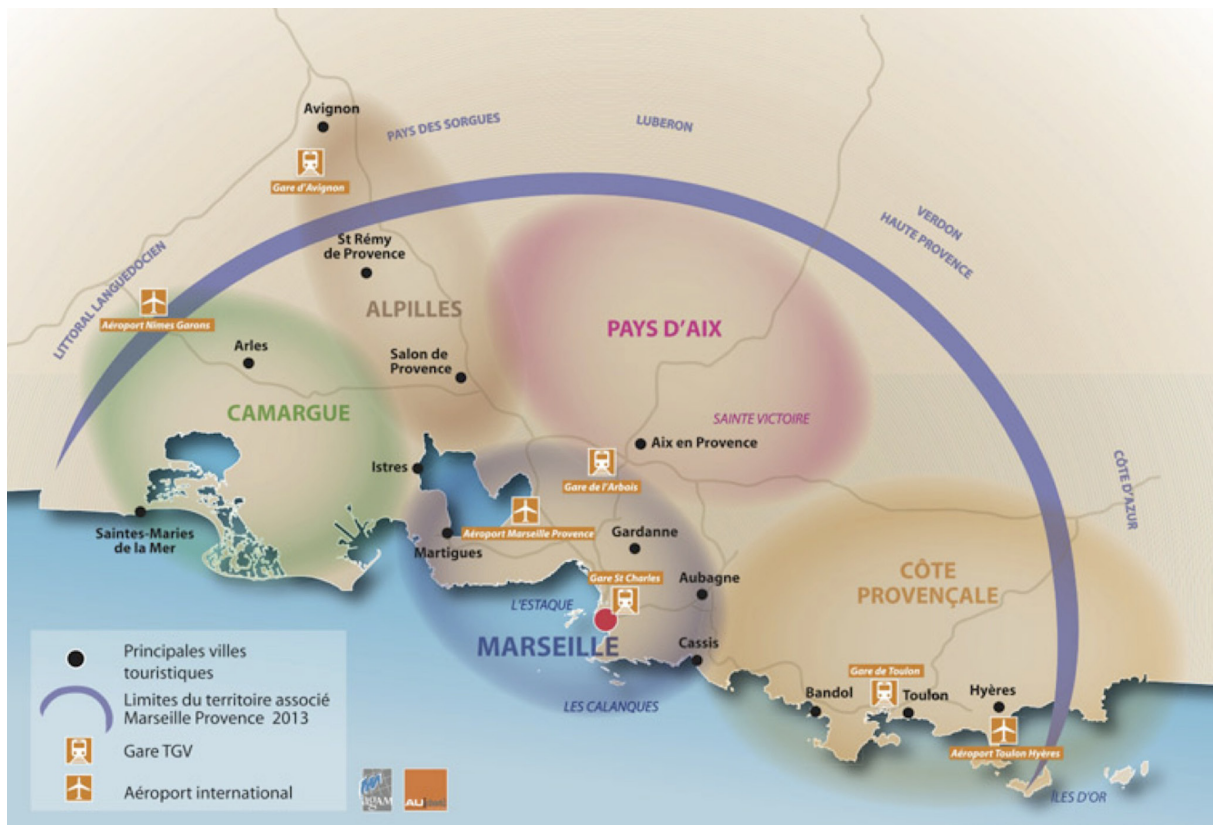 Avignon
PAYS DES SORGUES
LUBERON
Gare d'Avignon
VERDON
HAUTE PROVENCE
St Rémy
de Provence
LITTORAL LANGUEDOCIEN
Aéroport Nîmes Garons
ALPILLES
PAYS D'AIX
Arles
Salon de
Provence
CAMARGUE
SAINTE VICTOIRE
Aix en Provence
Istres
Gare de l'Arbois
CÔTE D'AZUR
Saintes-Maries
de la Mer
Aéroport Marseille Provence
Martigues
Gardanne
Gare St Charles
Aubagne
CÔTE
PROVENÇALE
L'ESTAQUE
MARSEILLE
Cassis
LES CALANQUES
Gare de Toulon
Bandol
Toulon
Hyères
Aéroport Toulon Hyères
ÎLES D'OR
Principales villes
touristiques
Limites du territoire associé
Marseille Provence 2013
Gare TGV
Aéroport international
agAM